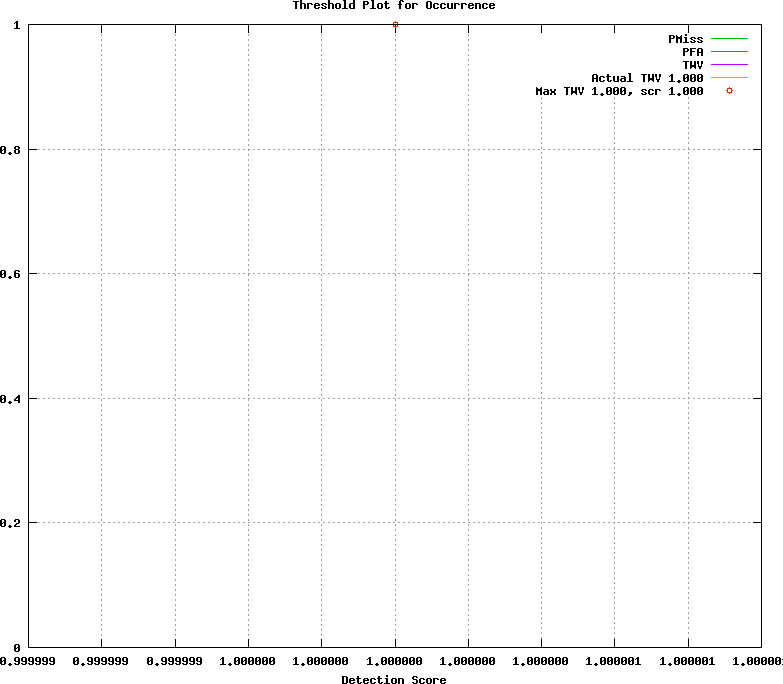 Threshold Plot for Occurrence
1
PMiss
PFA
TWV
Actual TWV 1.000
Max TWV 1.000, scr 1.000
0.8
0.6
0.4
0.2
0
0.999999 0.999999 0.999999 1.000000 1.000000 1.000000 1.000000 1.000000 1.000001 1.000001 1.00000
Detection Score